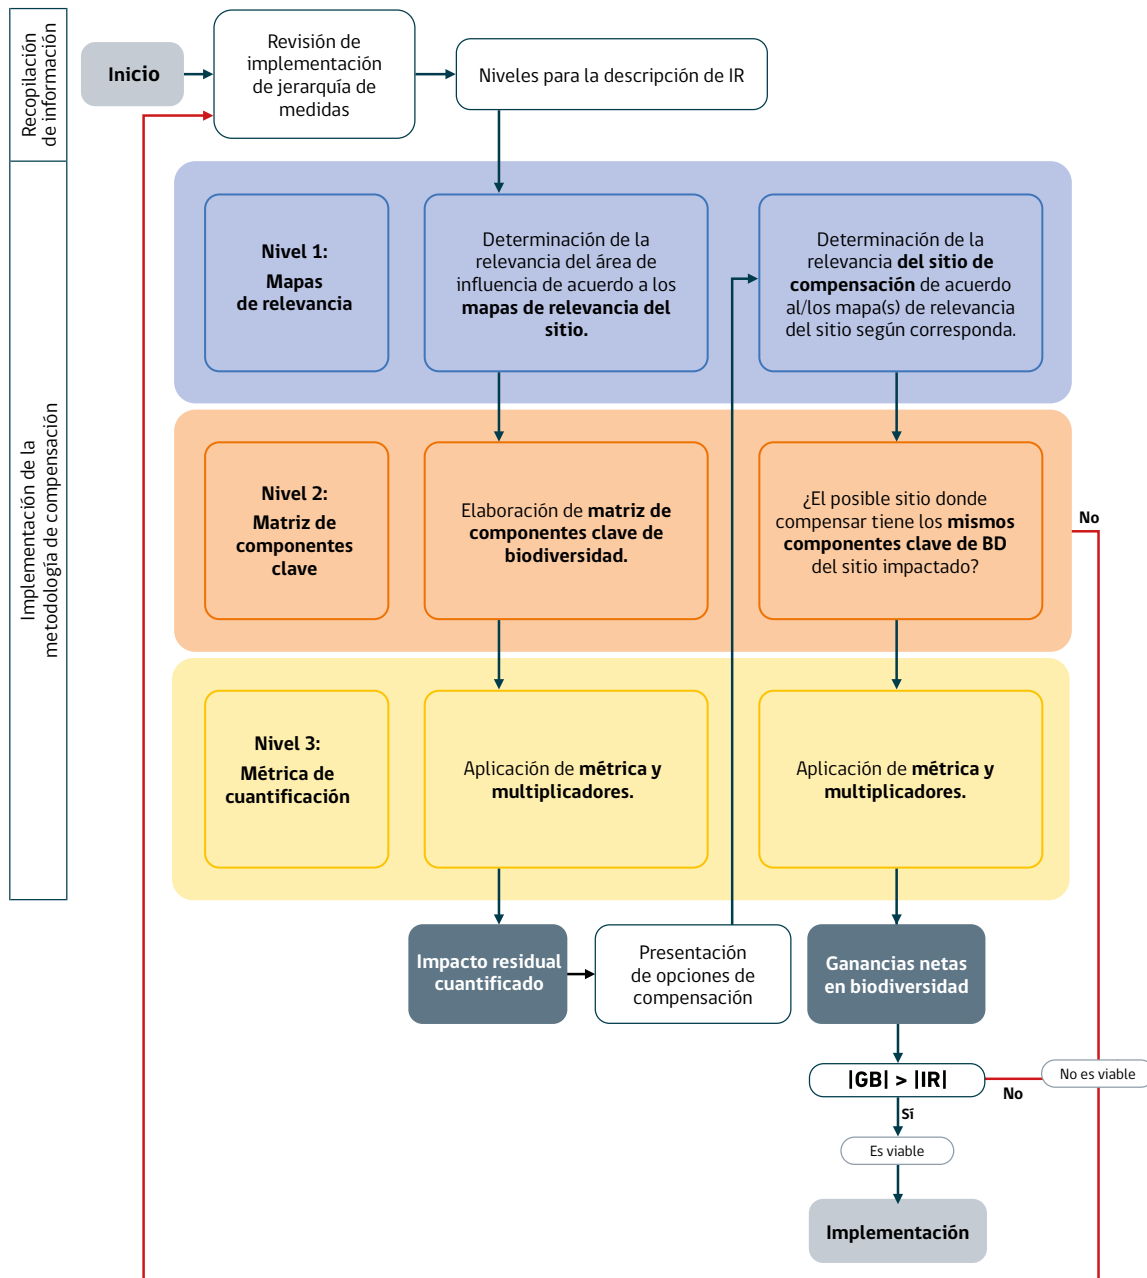 Recopilación
de información
Inicio
Revisión de
implementación
de jerarquía de
medidas
Niveles para la descripción de IR
Implementación de la
metodología de compensación
Nivel 1:
Mapas
de relevancia
Determinación de la
relevancia del área de
influencia de acuerdo a los
mapas de relevancia del
sitio.
Determinación de la
relevancia del sitio de
compensación de acuerdo
al/los mapa(s) de relevancia
del sitio según corresponda.
Nivel 2:
Matriz de
componentes
clave
Elaboración de matriz de
componentes clave de
biodiversidad.
¿El posible sitio donde
compensar tiene los mismos
componentes clave de BD
del sitio impactado?
No
Nivel 3:
Métrica de
cuantificación
Aplicación de métrica y
multiplicadores.
Aplicación de métrica y
multiplicadores.
Impacto residual
cuantificado
Presentación
de opciones de
compensación
Ganancias netas
en biodiversidad
|GB| > |IR|
No
No es viable
Sí
Es viable
Implementación